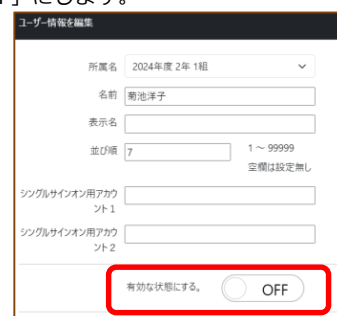 」にします。
ユーザー情報を編集
所属名 2024年度 2年 1組
名前 菊池洋子
表示名
並び順 7 1 ～ 99999
空欄は設定無し
シングルサインオン用アカウ
ント 1
シングルサインオン用アカウ
ント 2
有効な状態にする。 OFF